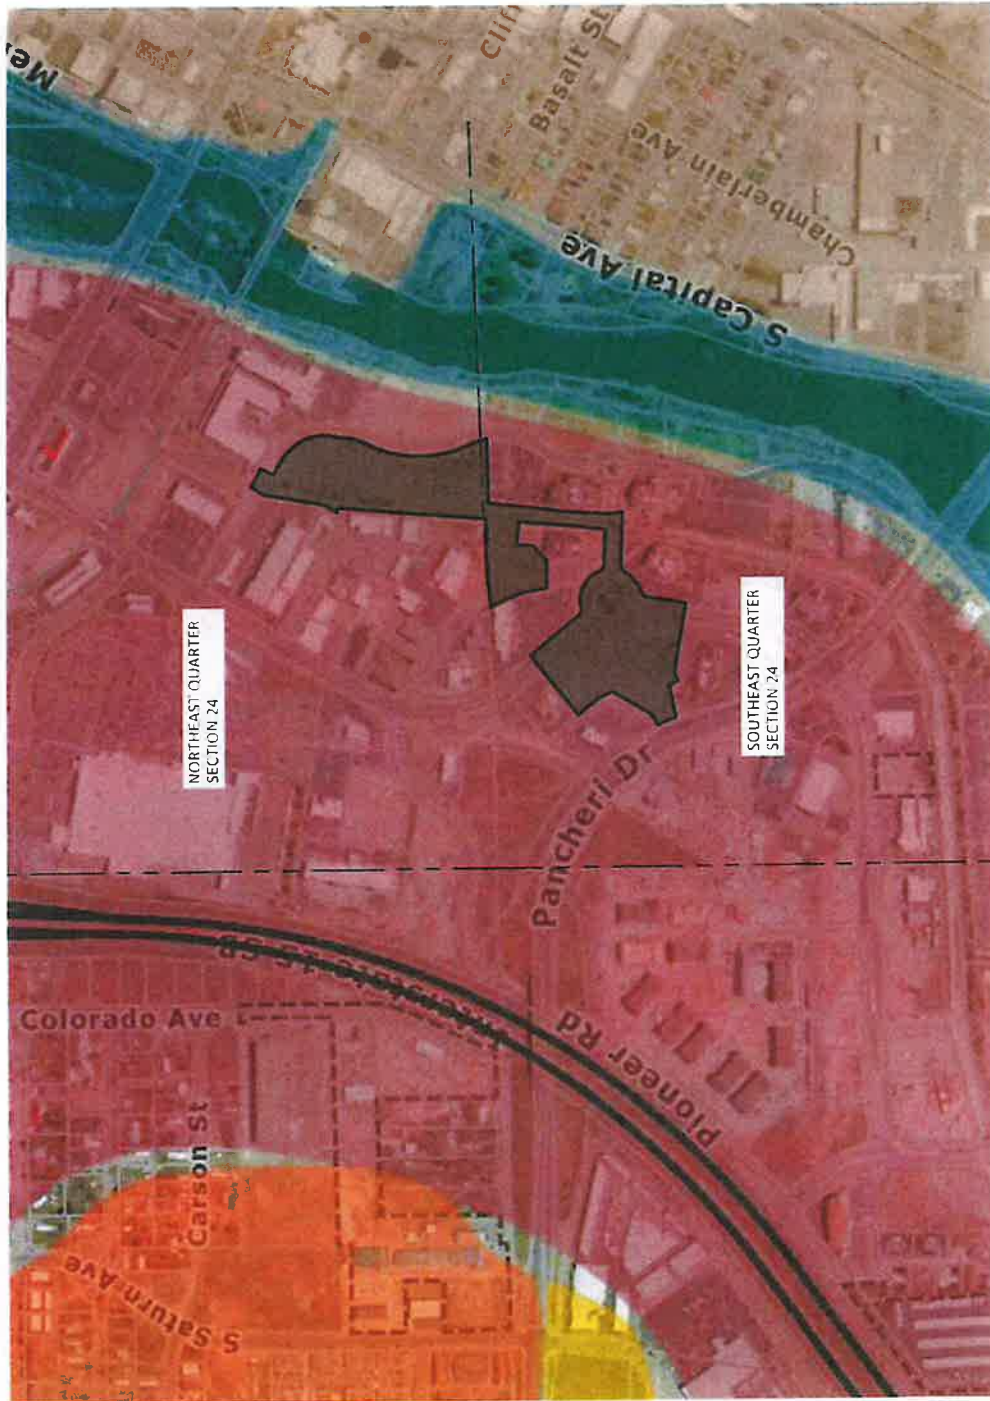 Clin
Basalt St
Chamberlain Ave
S Capital Ave
NORTHEAST QUARTER
SECTION 24
SOUTHEAST QUARTER
SECTION 24
Pancheri Dr
Colorado Ave
Pioneer Rd
Carson St
S Saturn Ave